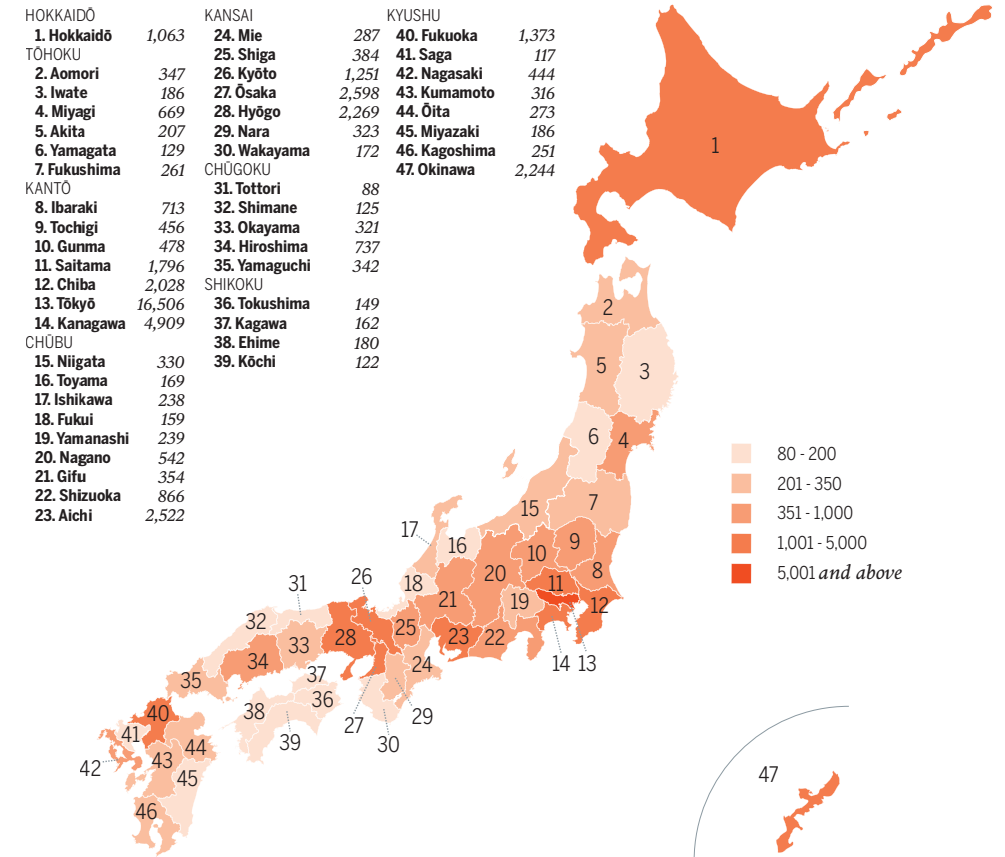 HOKKAIDŌ
1. Hokkaidō 1,063
TŌHOKU
2. Aomori 347
3. Iwate 186
4. Miyagi 669
5. Akita 207
6. Yamagata 129
7. Fukushima 261
KANTŌ
8. Ibaraki 713
9. Tochigi 456
10. Gunma 478
11. Saitama 1,796
12. Chiba 2,028
13. Tōkyō 16,506
14. Kanagawa 4,909
CHŪBU
15. Niigata 330
16. Toyama 169
17. Ishikawa 238
18. Fukui 159
19. Yamanashi 239
20. Nagano 542
21. Gifu 354
22. Shizuoka 866
23. Aichi 2,522
KANSAI
24. Mie 287
25. Shiga 384
26. Kyōto 1,251
27. Ōsaka 2,598
28. Hyōgo 2,269
29. Nara 323
30. Wakayama 172
CHŪGOKU
31. Tottori 88
32. Shimane 125
33. Okayama 321
34. Hiroshima 737
35. Yamaguchi 342
SHIKOKU
36. Tokushima 149
37. Kagawa 162
38. Ehime 180
39. Kōchi 122
KYUSHU
40. Fukuoka 1,373
41. Saga 117
42. Nagasaki 444
43. Kumamoto 316
44. Ōita 273
45. Miyazaki 186
46. Kagoshima 251
47. Okinawa 2,244
1
2
5
3
6
4
7
15
17
16
9
10
8
20
11
18
31
26
21
19
12
32
25
28
23
22
33
34
24
14
13
37
35
36
38
40
27
29
41
39
30
44
43
42
45
46
47
80 - 200
201 - 350
351 - 1,000
1,001 - 5,000
5,001 and above